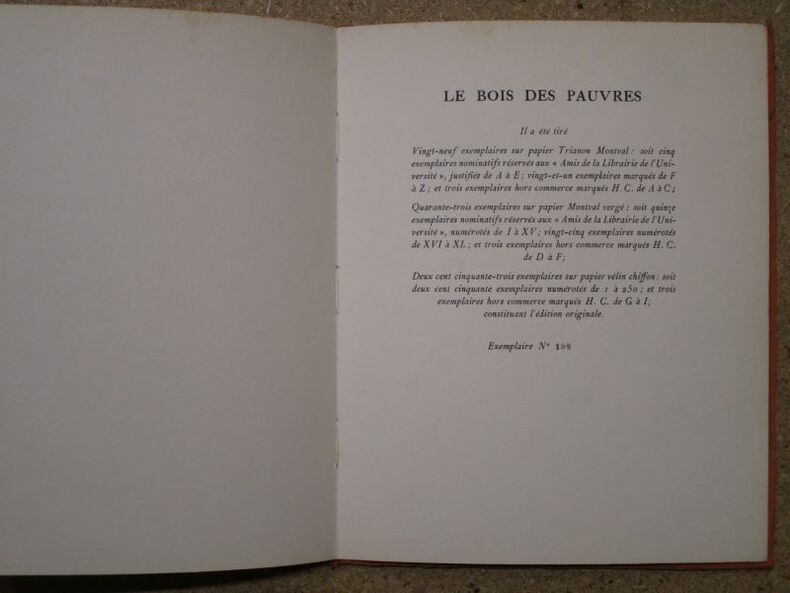 LE BOIS DES PAUVRES
Il a été tiré
Vingt-neuf exemplaires sur papier Trianon Montval : soit cinq
exemplaires nominatifs réservés aux « Amis de la Librairie de l'Uni-
versité », justifiés de A à E ; vingt-et-un exemplaires marqués de F
à Z ; et trois exemplaires hors commerce marqués H. C. de A à C ;
Quarante-trois exemplaires sur papier Montval vergé : soit quinze
exemplaires nominatifs réservés aux « Amis de la Librairie de l'Uni-
versité », numérotés de I à XV ; vingt-cinq exemplaires numérotés
de XVI à XL ; et trois exemplaires hors commerce marqués H. C.
de D à F ;
Deux cent cinquante-trois exemplaires sur papier vélin chiffon : soit
deux cent cinquante exemplaires numérotés de 1 à 250 ; et trois
exemplaires hors commerce marqués H. C. de G à I ;
constituant l'édition originale.
Exemplaire N° 198